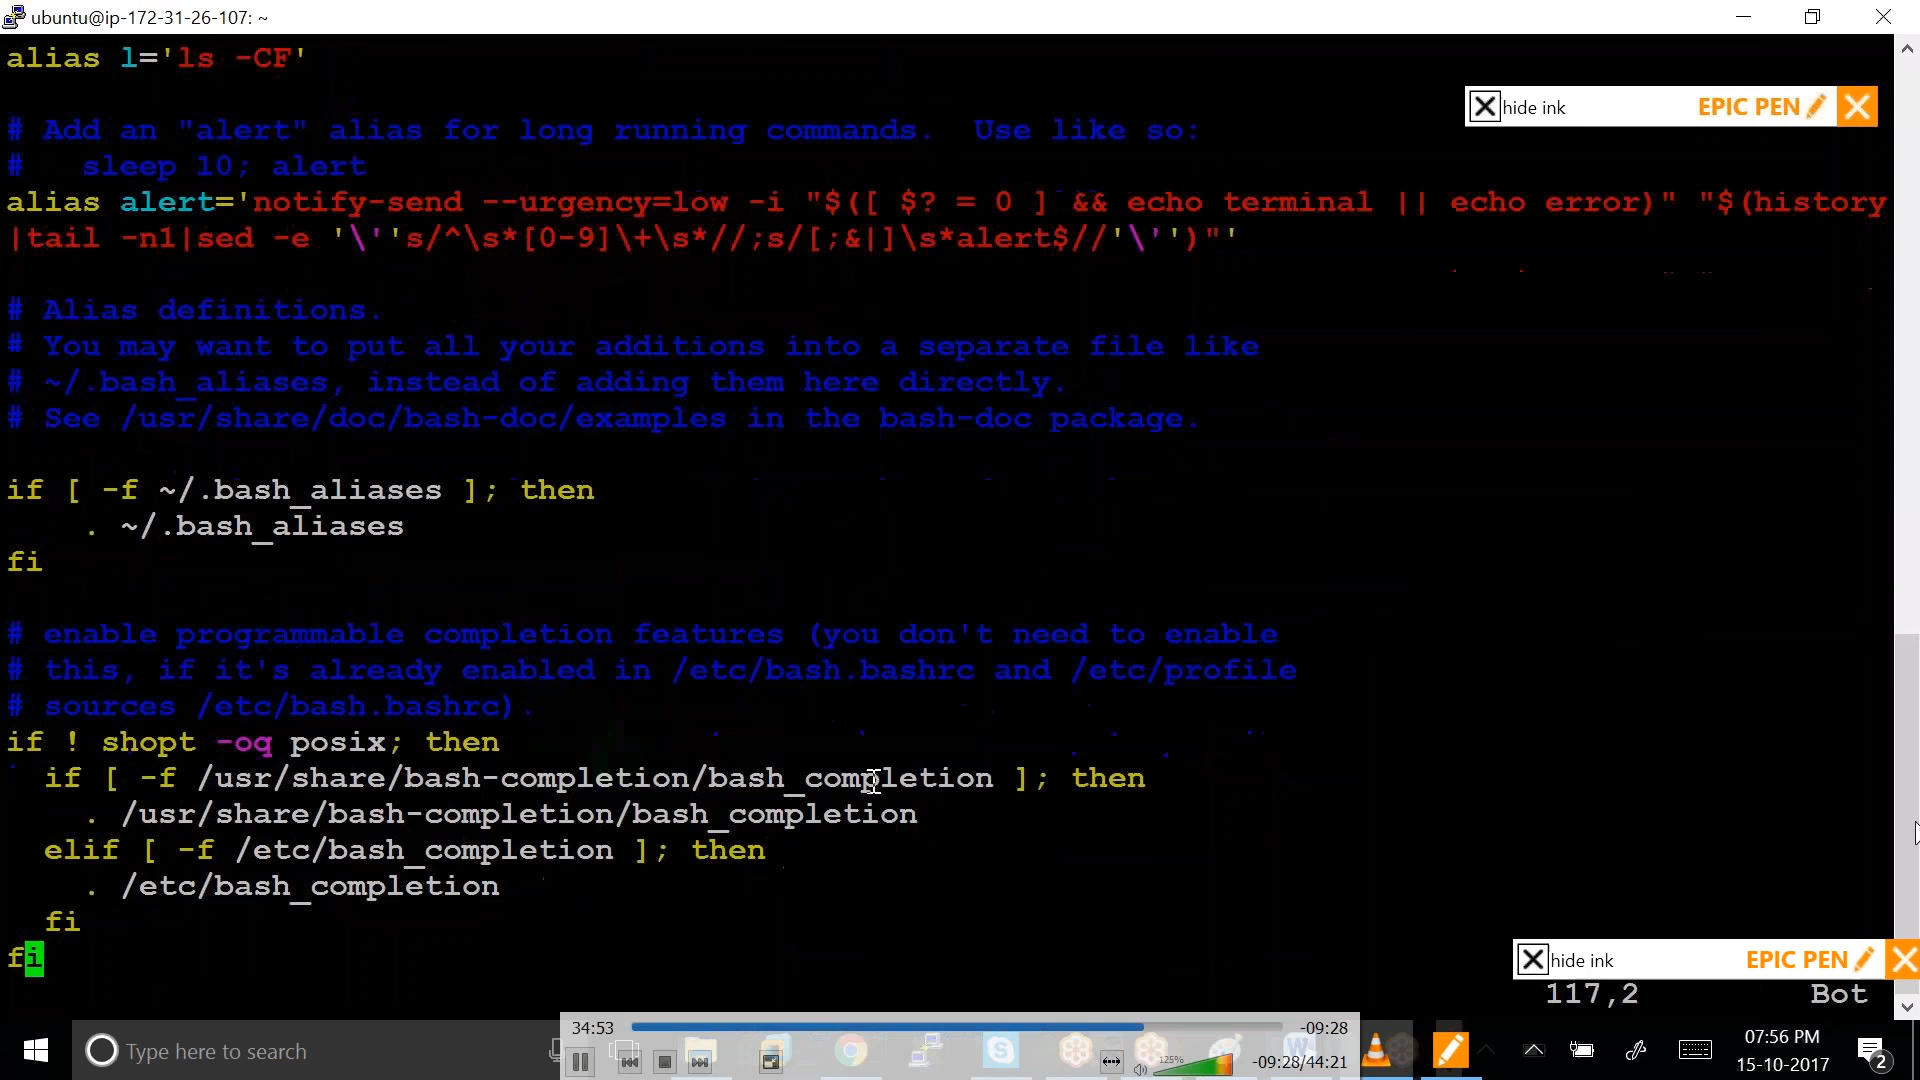 ubuntu@ip-172-31-26-107: ~
alias l='ls -CF'
hide ink EPIC PEN
# Add an "alert" alias for long running commands.  Use like so:
#   sleep 10; alert
alias alert='notify-send --urgency=low -i "$([ $? = 0 ] && echo terminal || echo error)" "$(history
|tail -n1|sed -e '\''s/^\s*[0-9]\+\s*//;s/[;&|]\s*alert$//'\'')"'
# Alias definitions.
# You may want to put all your additions into a separate file like
# ~/.bash_aliases, instead of adding them here directly.
# See /usr/share/doc/bash-doc/examples in the bash-doc package.
if [ -f ~/.bash_aliases ]; then
    . ~/.bash_aliases
fi
# enable programmable completion features (you don't need to enable
# this, if it's already enabled in /etc/bash.bashrc and /etc/profile
# sources /etc/bash.bashrc).
if ! shopt -oq posix; then
  if [ -f /usr/share/bash-completion/bash_completion ]; then
    . /usr/share/bash-completion/bash_completion
  elif [ -f /etc/bash_completion ]; then
    . /etc/bash_completion
  fi
fi
hide ink EPIC PEN
117,2 Bot
34:53 -09:28
Type here to search
125% -09:28/44:21
07:56 PM
15-10-2017
2